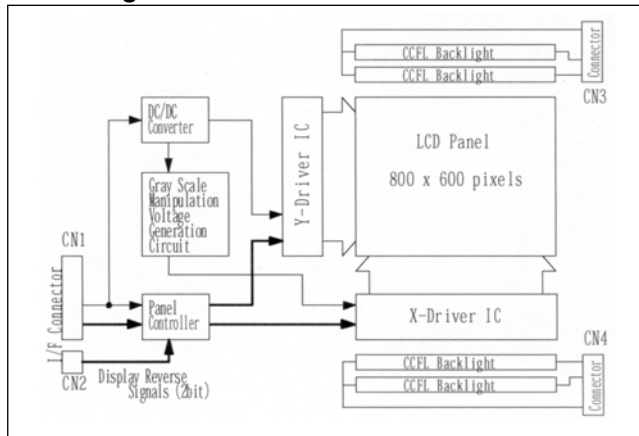 CCFL Backlight
CCFL Backlight
Connector
CN3
DC/DC
Converter
Gray Scale
Manipulation
Voltage
Generation
Circuit
Y-Driver IC
LCD Panel
800 x 600 pixels
CN1
I/F Connector
Panel
Controller
X-Driver IC
CN2
Display Reverse
Signals (2bit)
CCFL Backlight
CCFL Backlight
CN4
Connector